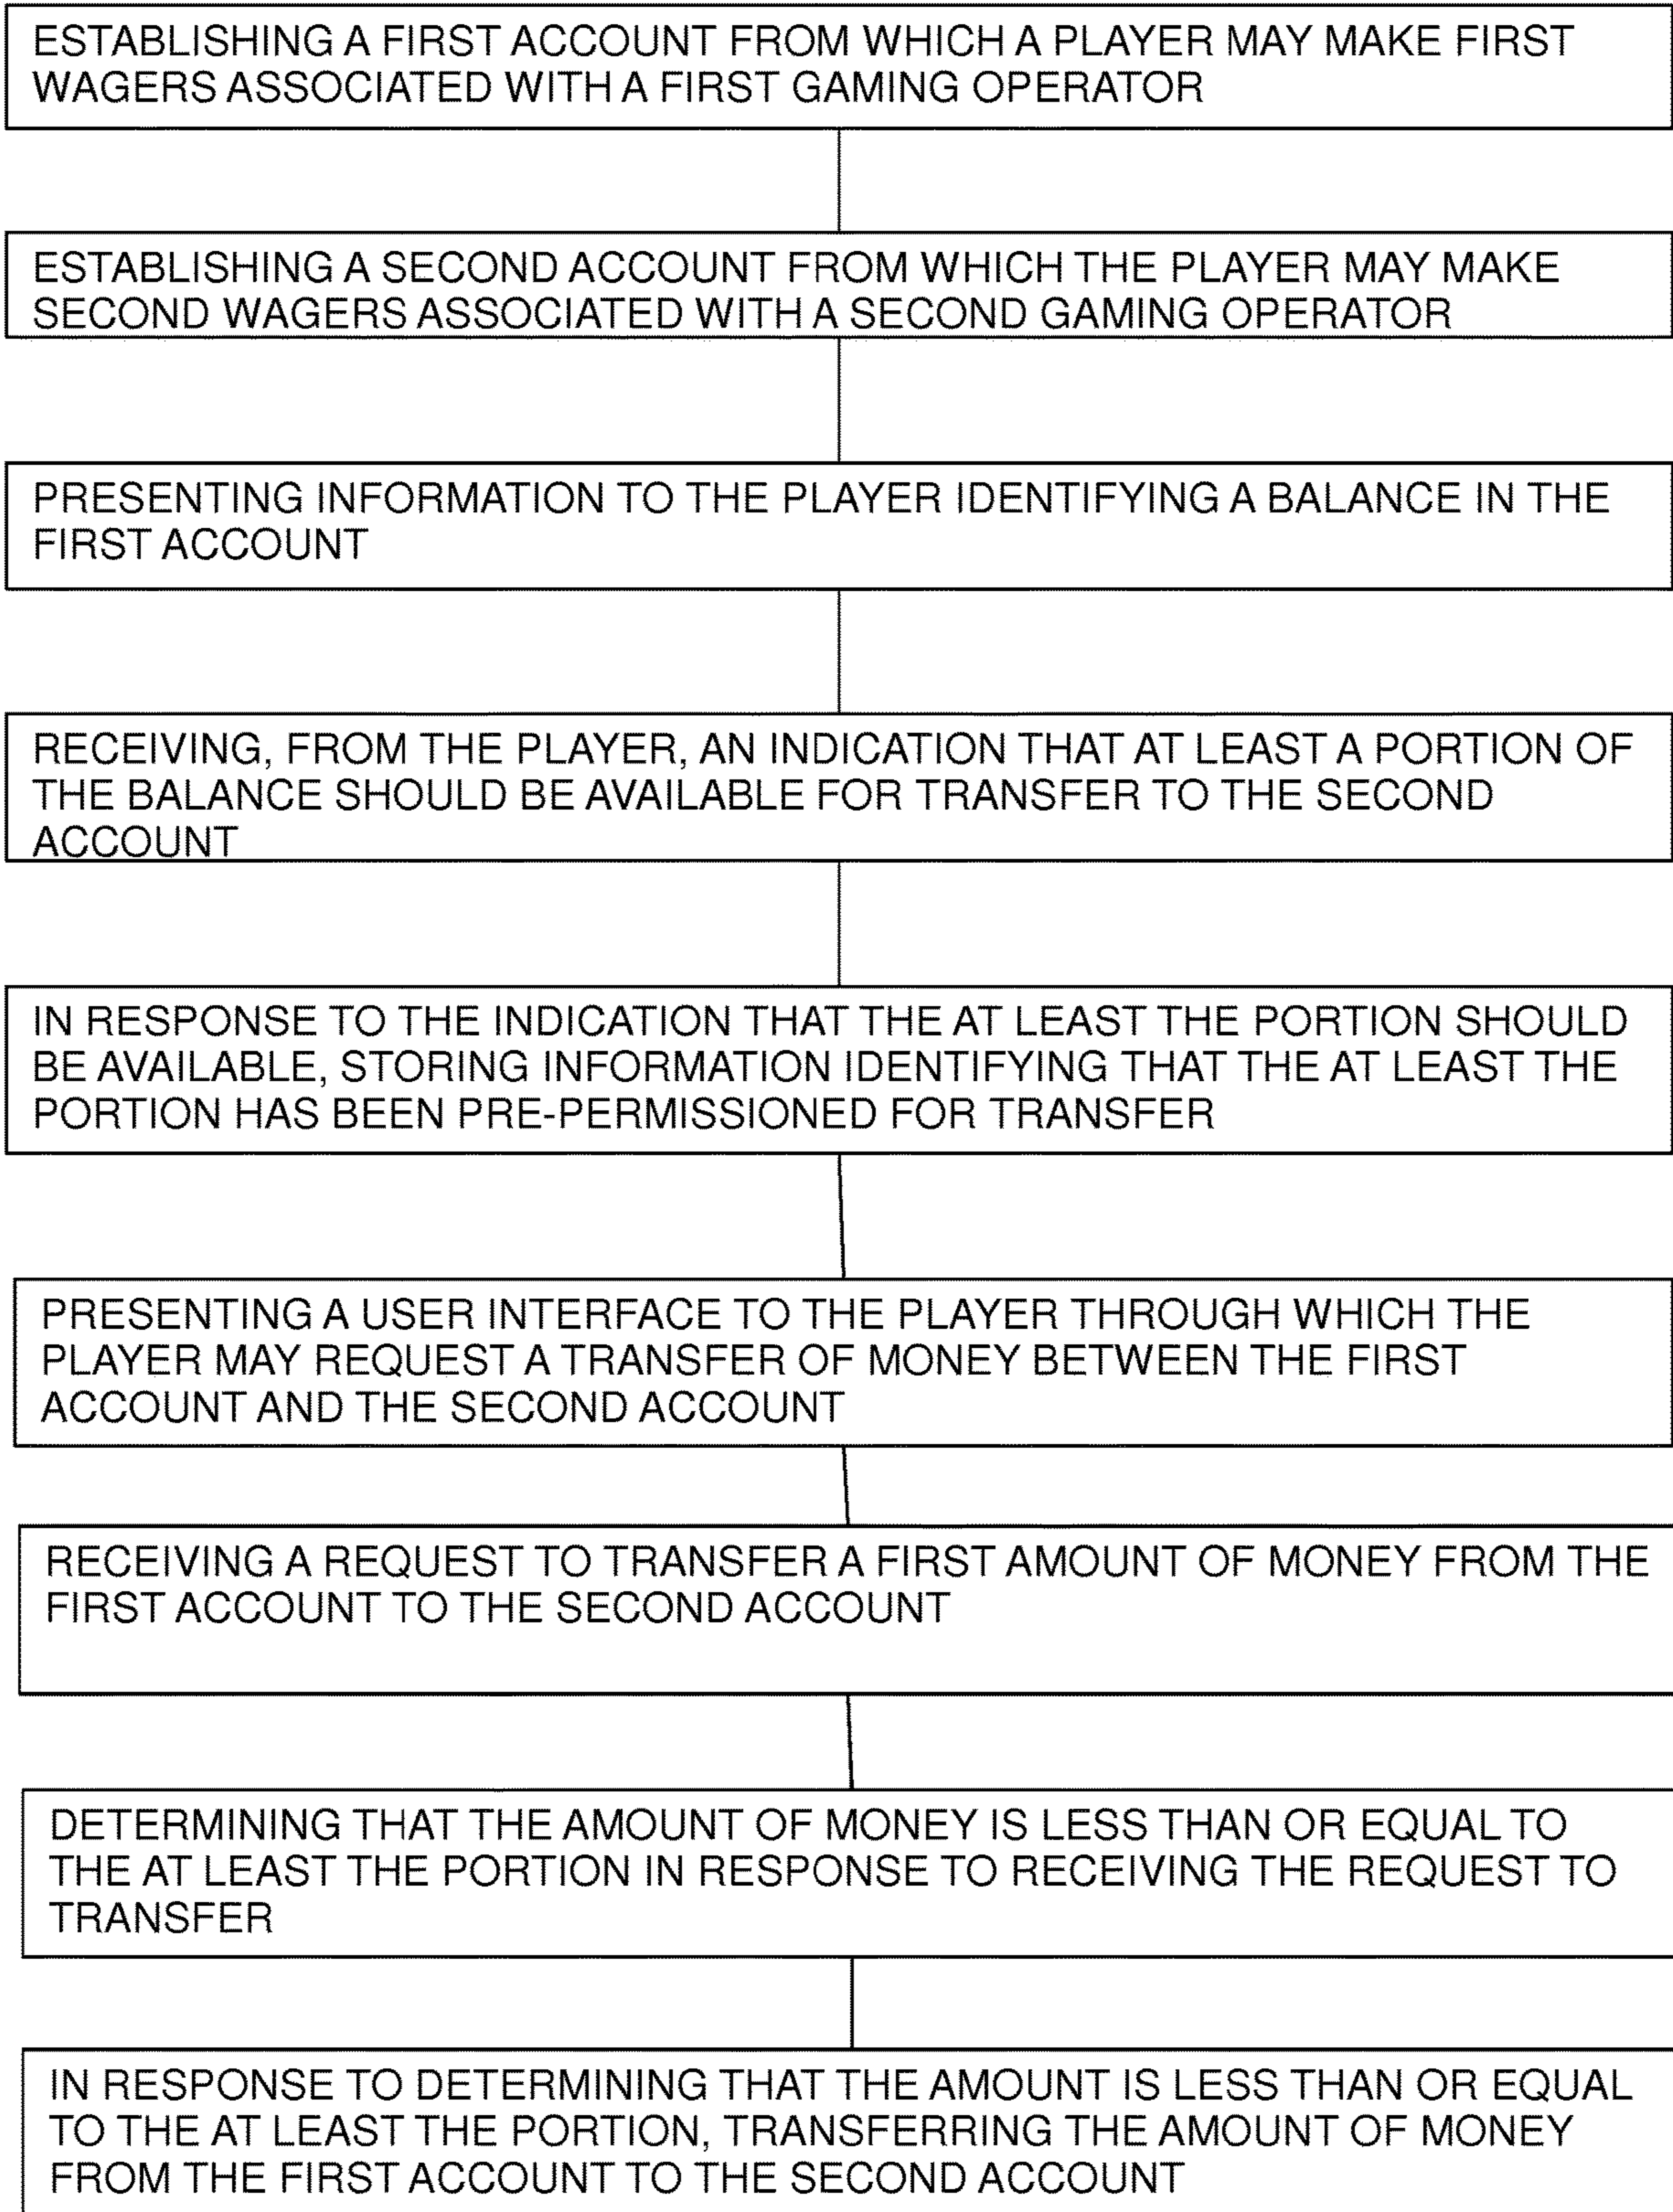 ESTABLISHING A FIRST ACCOUNT FROM WHICH A PLAYER MAY MAKE FIRST
WAGERS ASSOCIATED WITH A FIRST GAMING OPERATOR
ESTABLISHING A SECOND ACCOUNT FROM WHICH THE PLAYER MAY MAKE
SECOND WAGERS ASSOCIATED WITH A SECOND GAMING OPERATOR
PRESENTING INFORMATION TO THE PLAYER IDENTIFYING A BALANCE IN THE
FIRST ACCOUNT
RECEIVING, FROM THE PLAYER, AN INDICATION THAT AT LEAST A PORTION OF
THE BALANCE SHOULD BE AVAILABLE FOR TRANSFER TO THE SECOND
ACCOUNT
IN RESPONSE TO THE INDICATION THAT THE AT LEAST THE PORTION SHOULD
BE AVAILABLE, STORING INFORMATION IDENTIFYING THAT THE AT LEAST THE
PORTION HAS BEEN PRE-PERMISSIONED FOR TRANSFER
PRESENTING A USER INTERFACE TO THE PLAYER THROUGH WHICH THE
PLAYER MAY REQUEST A TRANSFER OF MONEY BETWEEN THE FIRST
ACCOUNT AND THE SECOND ACCOUNT
RECEIVING A REQUEST TO TRANSFER A FIRST AMOUNT OF MONEY FROM THE
FIRST ACCOUNT TO THE SECOND ACCOUNT
DETERMINING THAT THE AMOUNT OF MONEY IS LESS THAN OR EQUAL TO
THE AT LEAST THE PORTION IN RESPONSE TO RECEIVING THE REQUEST TO
TRANSFER
IN RESPONSE TO DETERMINING THAT THE AMOUNT IS LESS THAN OR EQUAL
TO THE AT LEAST THE PORTION, TRANSFERRING THE AMOUNT OF MONEY
FROM THE FIRST ACCOUNT TO THE SECOND ACCOUNT